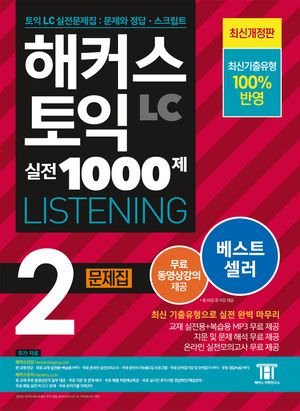 토익 LC 실전문제집 : 문제와 정답 · 스크립트
최신개정판
최신기출유형
100%
반영
해커스
토익 LC
실전 1000제
LISTENING
2 문제집
무료
동영상강의
제공
베스트
셀러
최신 기출유형으로 실전 완벽 마무리
교재 실전용+복습용 MP3 무료 제공
지문 및 문제 해석 무료 제공
온라인 실전모의고사 무료 제공
추가 자료
해커스어학연구소